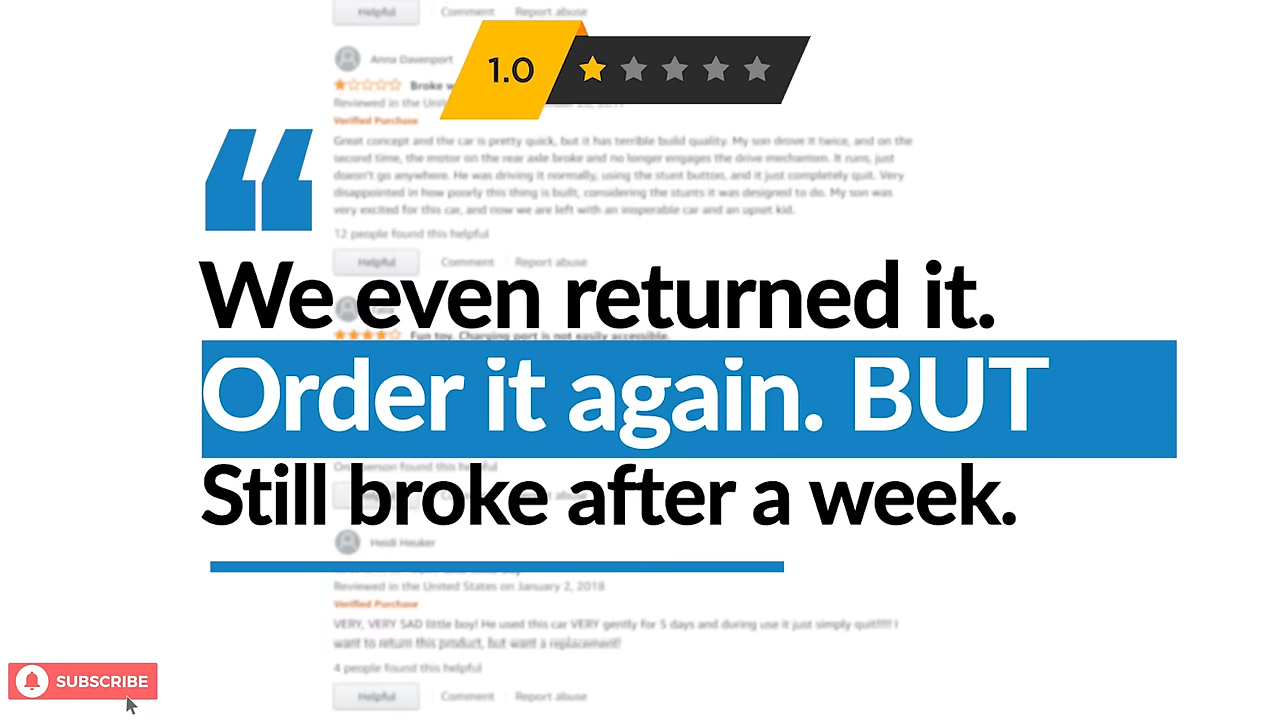 Helpful Comment Report abuse
1.0
Anna Davenport
Broke
Reviewed in the
Verified Purchase
Great concept and the car is pretty quick, but it has terrible build quality. My son drove it twice, and on the
second time, the motor on the rear axle broke and no longer engages the drive mechanism. It runs, just
doesn't go anywhere. He was driving it normally, using the stunt button, and it just completely quit. Very
disappointed in how poorly this thing is built, considering the stunts it was designed to do. My son was
very excited for this car, and now we are left with an inoperable car and an upset kid.
12 people found this helpful
Helpful Comment Report abuse
We even returned it.
Fun toy. Charging port is not easily accessible.
Order it again. BUT
person found this helpful
Still broke after a week.
Heidi Heuker
Reviewed in the United States on January 2, 2018
Verified Purchase
VERY, VERY SAD little boy! He used this car VERY gently for 5 days and during use it just simply quit!!!!! I
want to return this product, but want a replacement!
4 people found this helpful
SUBSCRIBE
Helpful Comment Report abuse